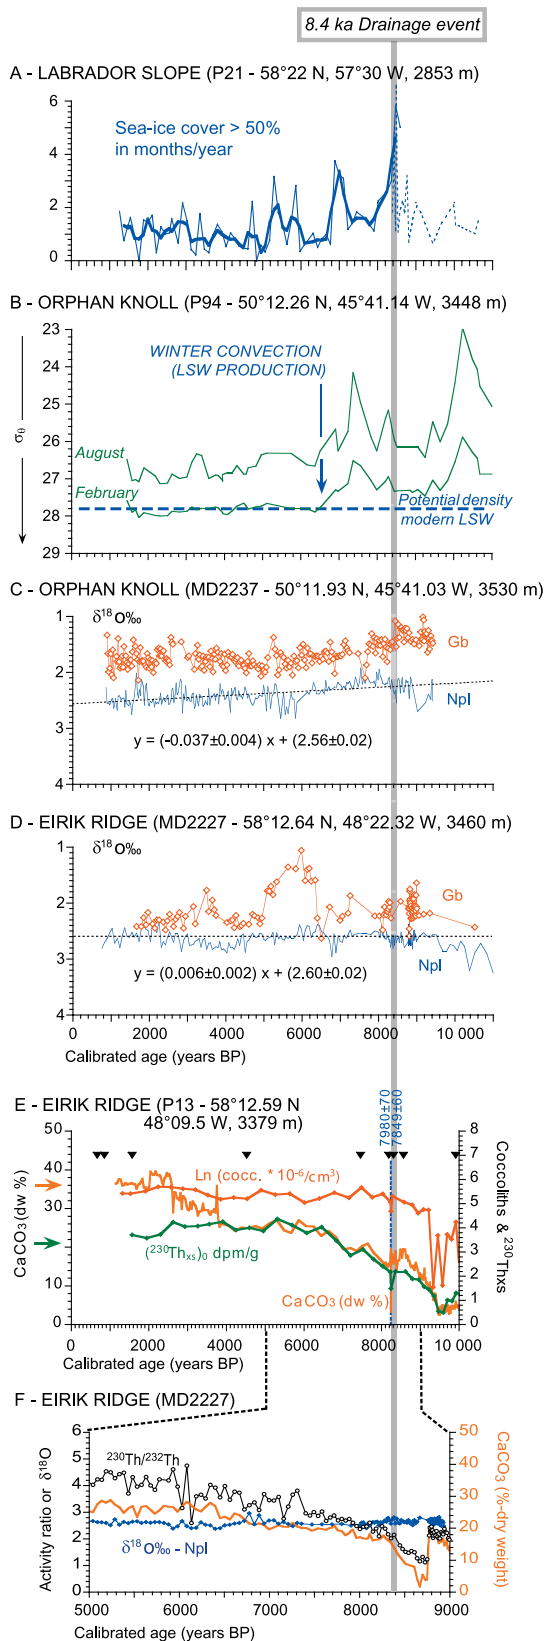 8.4 ka Drainage event
A - LABRADOR SLOPE (P21 - 58°22 N, 57°30 W, 2853 m)
6
4
2
0
Sea-ice cover > 50%
in months/year
B - ORPHAN KNOLL (P94 - 50°12.26 N, 45°41.14 W, 3448 m)
23
24
25
26
27
28
29
σθ
WINTER CONVECTION
(LSW PRODUCTION)
August
February
Potential density
modern LSW
C - ORPHAN KNOLL (MD2237 - 50°11.93 N, 45°41.03 W, 3530 m)
1
2
3
4
δ18O‰
Gb
Npl
y = (-0.037±0.004) x + (2.56±0.02)
D - EIRIK RIDGE (MD2227 - 58°12.64 N, 48°22.32 W, 3460 m)
1
2
3
4
δ18O‰
Gb
Npl
y = (0.006±0.002) x + (2.60±0.02)
0 2000 4000 6000 8000 10 000
Calibrated age (years BP)
E - EIRIK RIDGE (P13 - 58°12.59 N
48°09.5 W, 3379 m)
7980±70
7849±60
50
40
30
20
10
0
CaCO3 (dw %)
7
6
5
4
3
2
1
0
Coccoliths & 230Thxs
Ln (cocc. * 10-6/cm3)
(230Thxs)0 dpm/g
CaCO3 (dw %)
0 2000 4000 6000 8000 10 000
Calibrated age (years BP)
F - EIRIK RIDGE (MD2227)
6
5
4
3
2
1
0
Activity ratio or δ18O
50
40
30
20
10
0
CaCO3 (%-dry weight)
230Th/232Th
δ18O‰ - Npl
5000 6000 7000 8000 9000
Calibrated age (years BP)